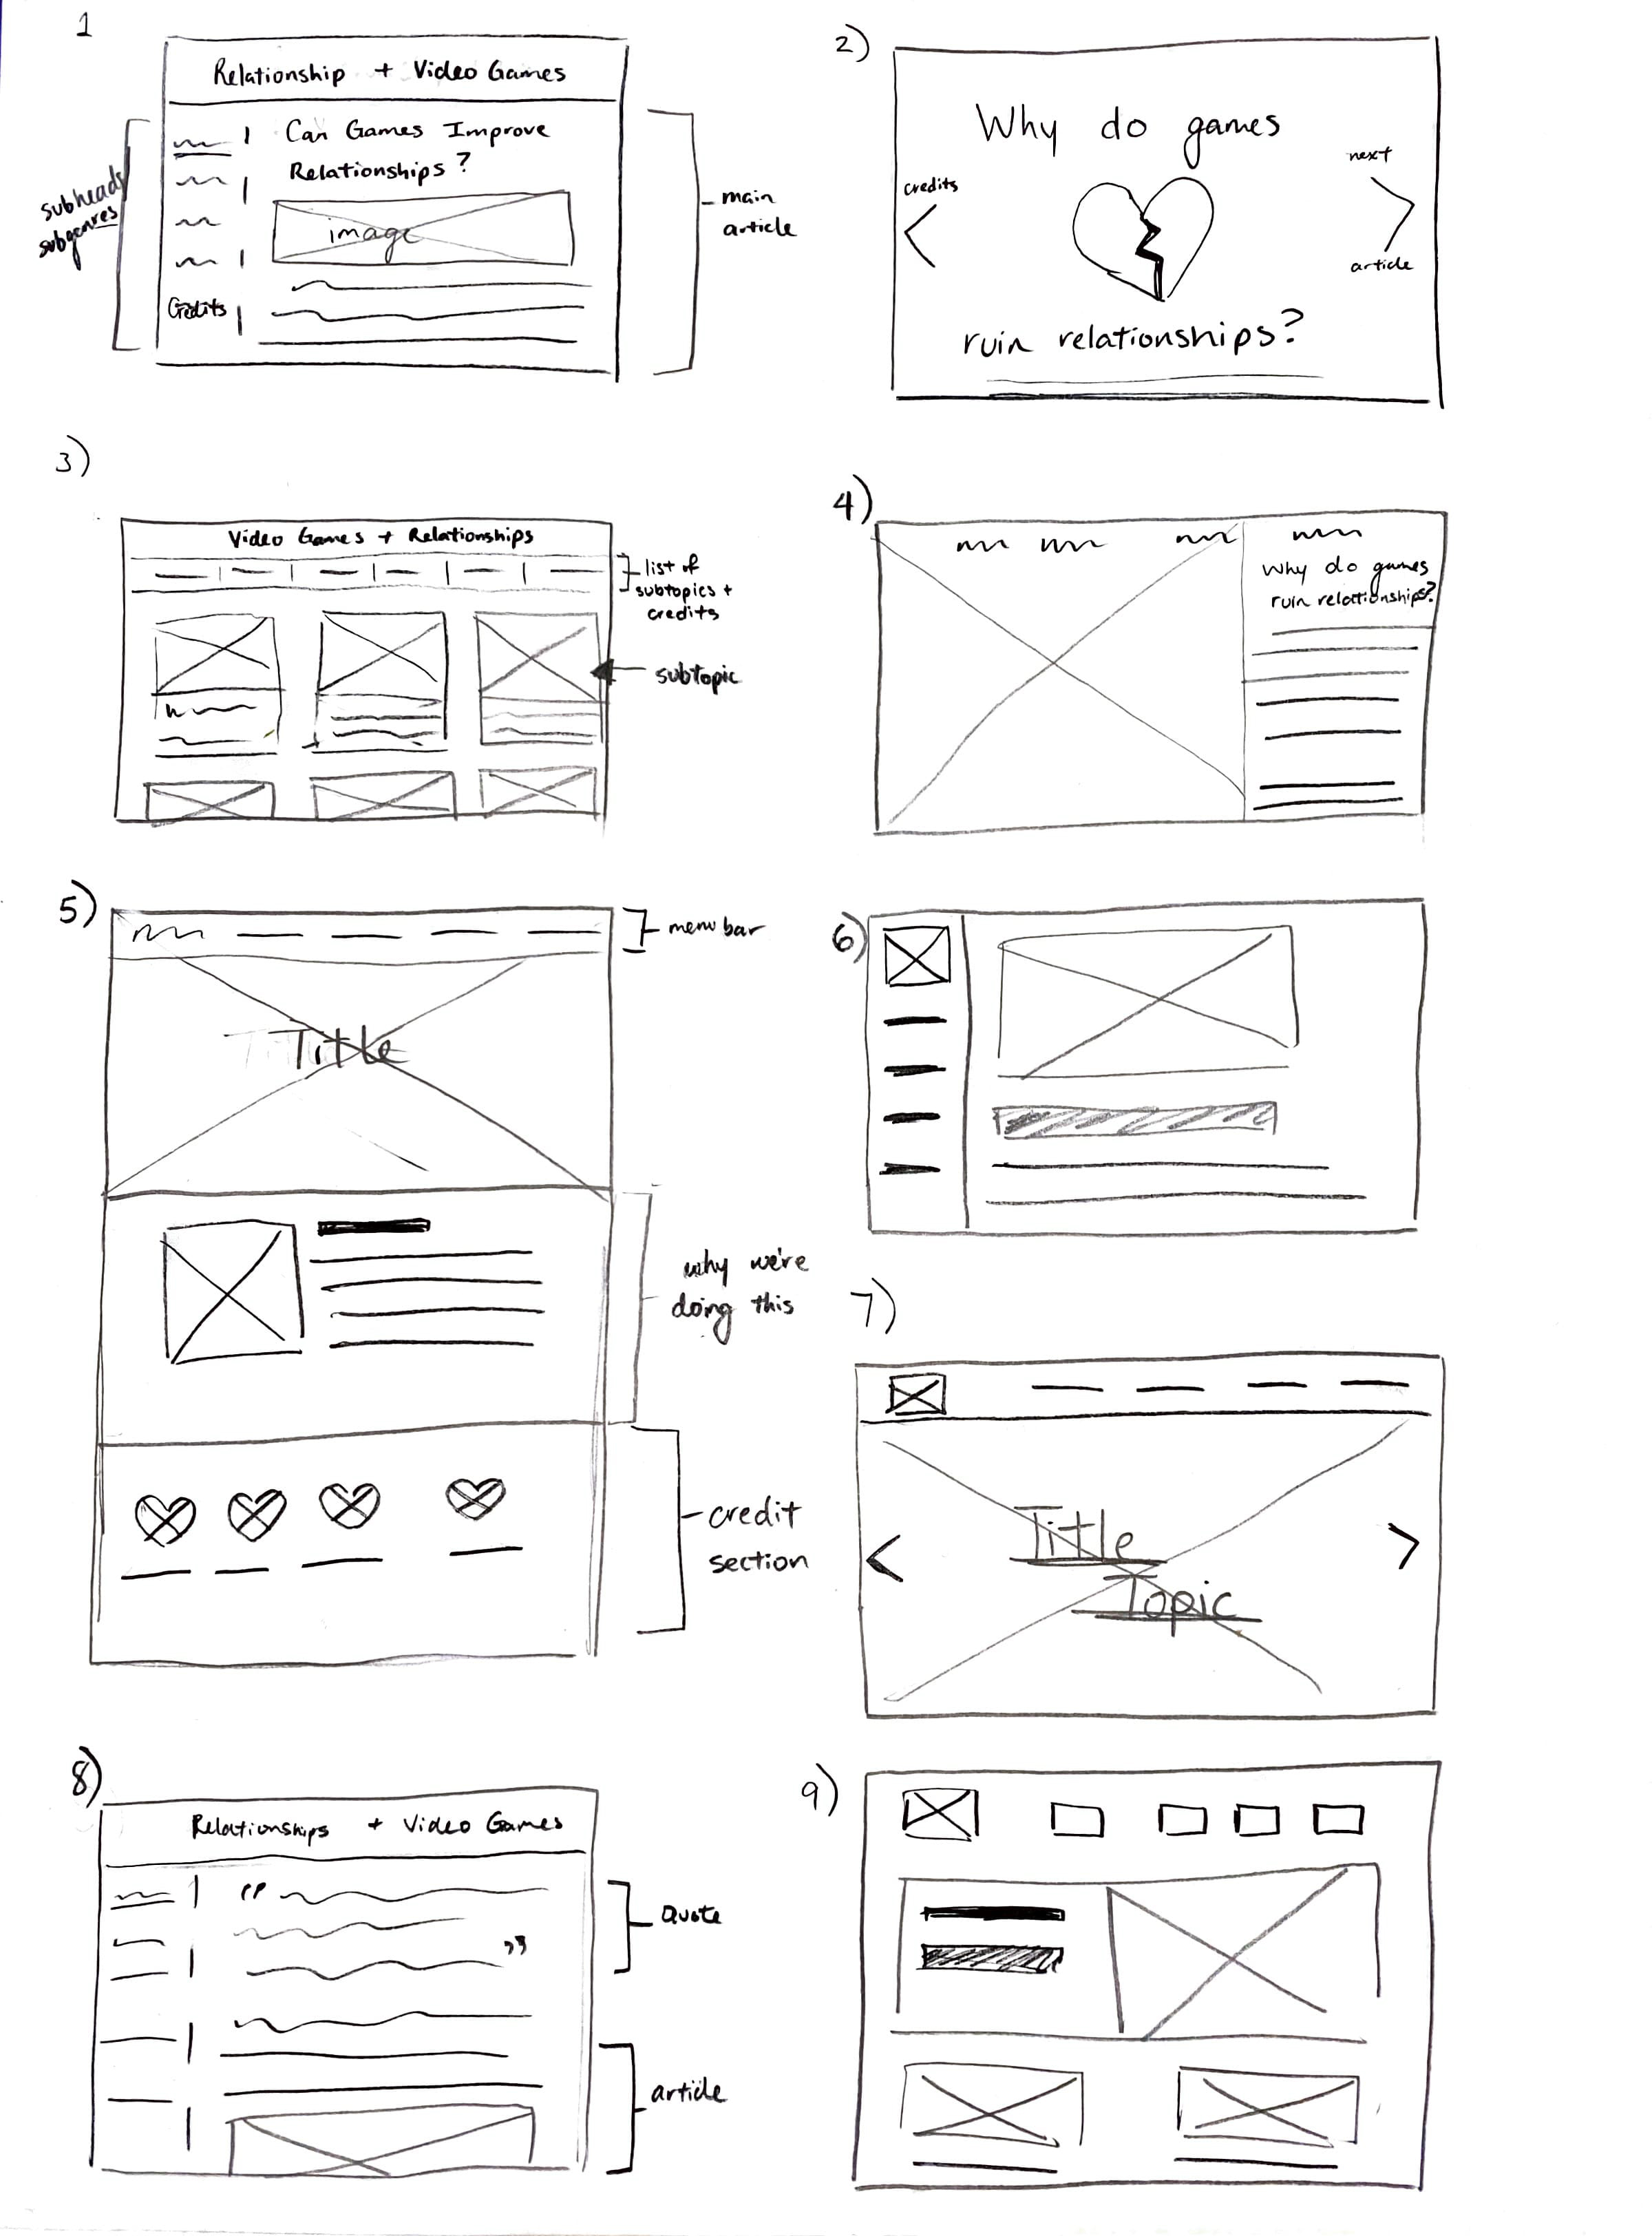 1
Relationship + Video Games
Can Games Improve
Relationships?
image
Credits
subheads
subgenres
main
article
2)
Why do games
credits
<
next
>
article
ruin relationships?
3)
Video Games + Relationships
list of
subtopics +
credits
subtopic
4)
Why do games
ruin relationships?
5)
menu bar
Title
why we're
doing this
credit
section
6)
7)
<
Title
Topic
>
8)
Relationships + Video Games
"
"
Quote
article
9)